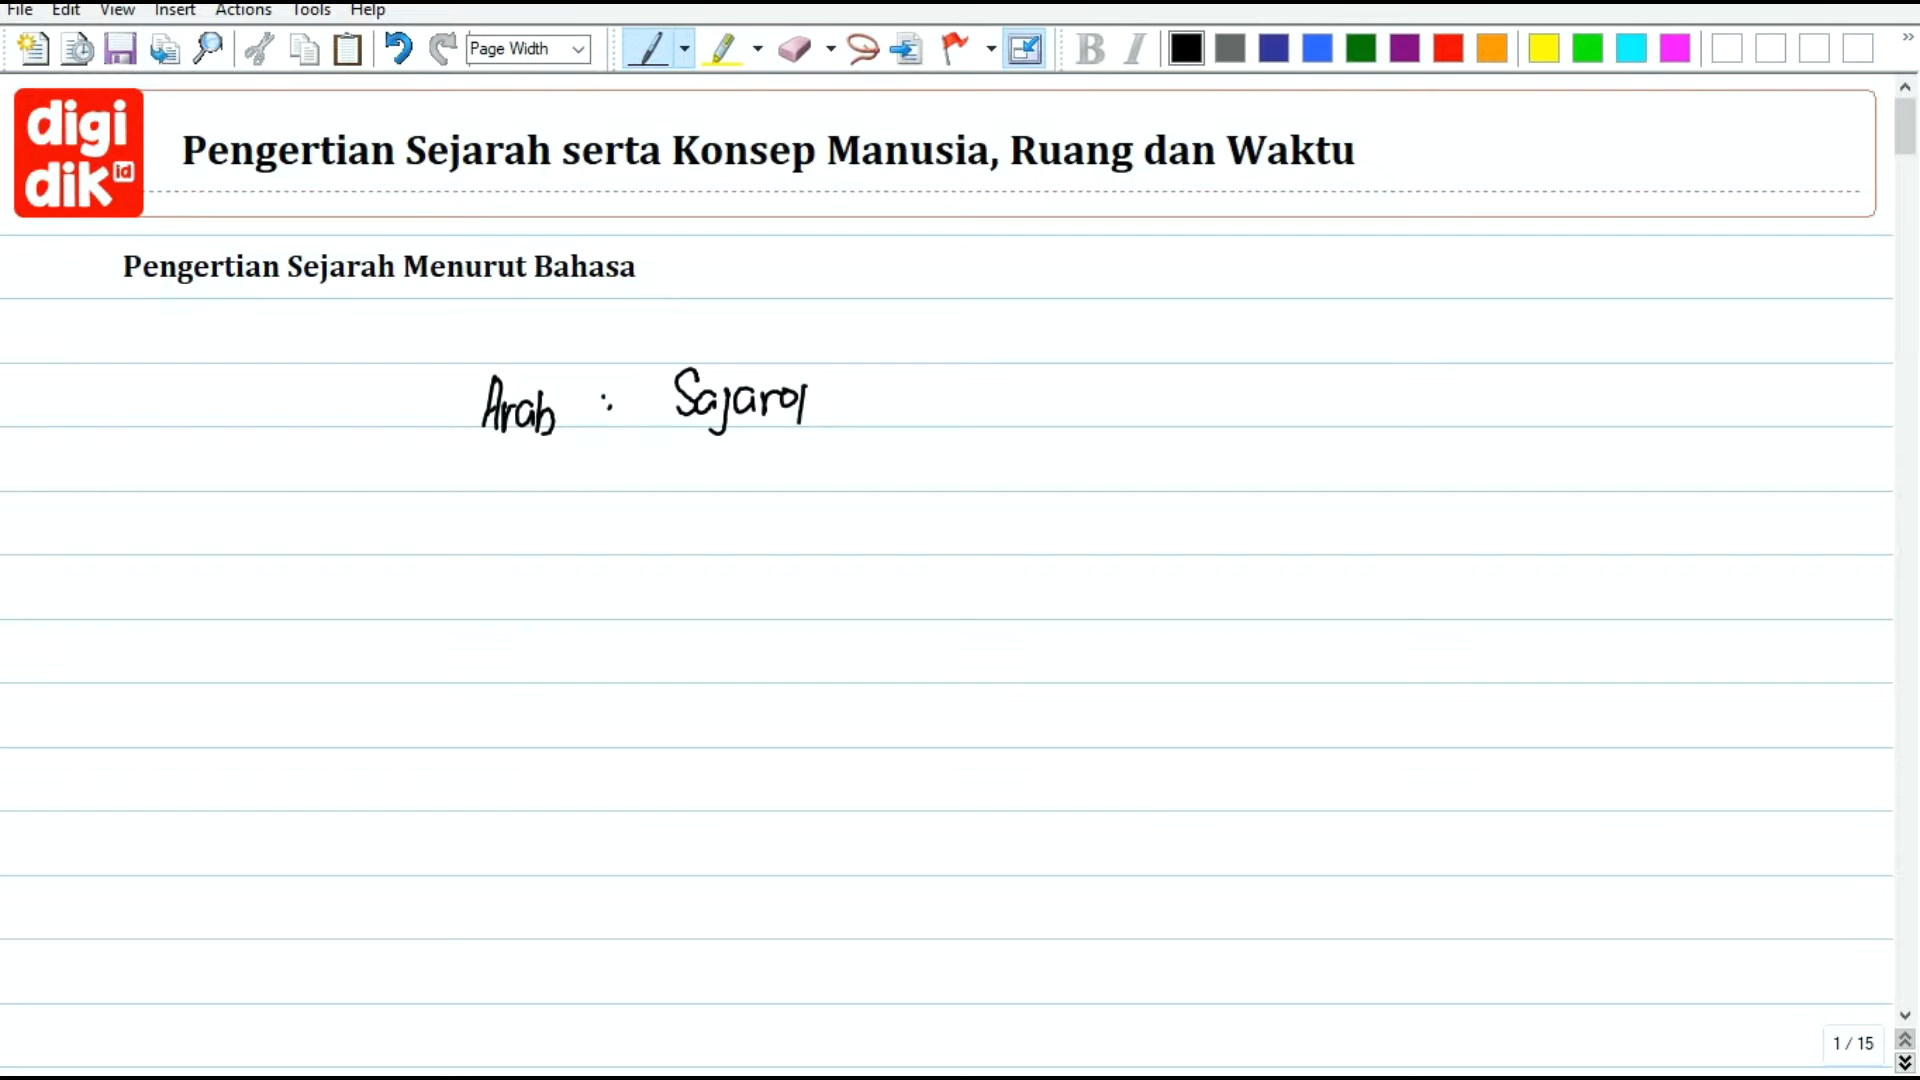 File Edit View Insert Actions Tools Help
Page Width B I
digi
dik id
Pengertian Sejarah serta Konsep Manusia, Ruang dan Waktu
Pengertian Sejarah Menurut Bahasa
Arab : Sajara
1 / 15